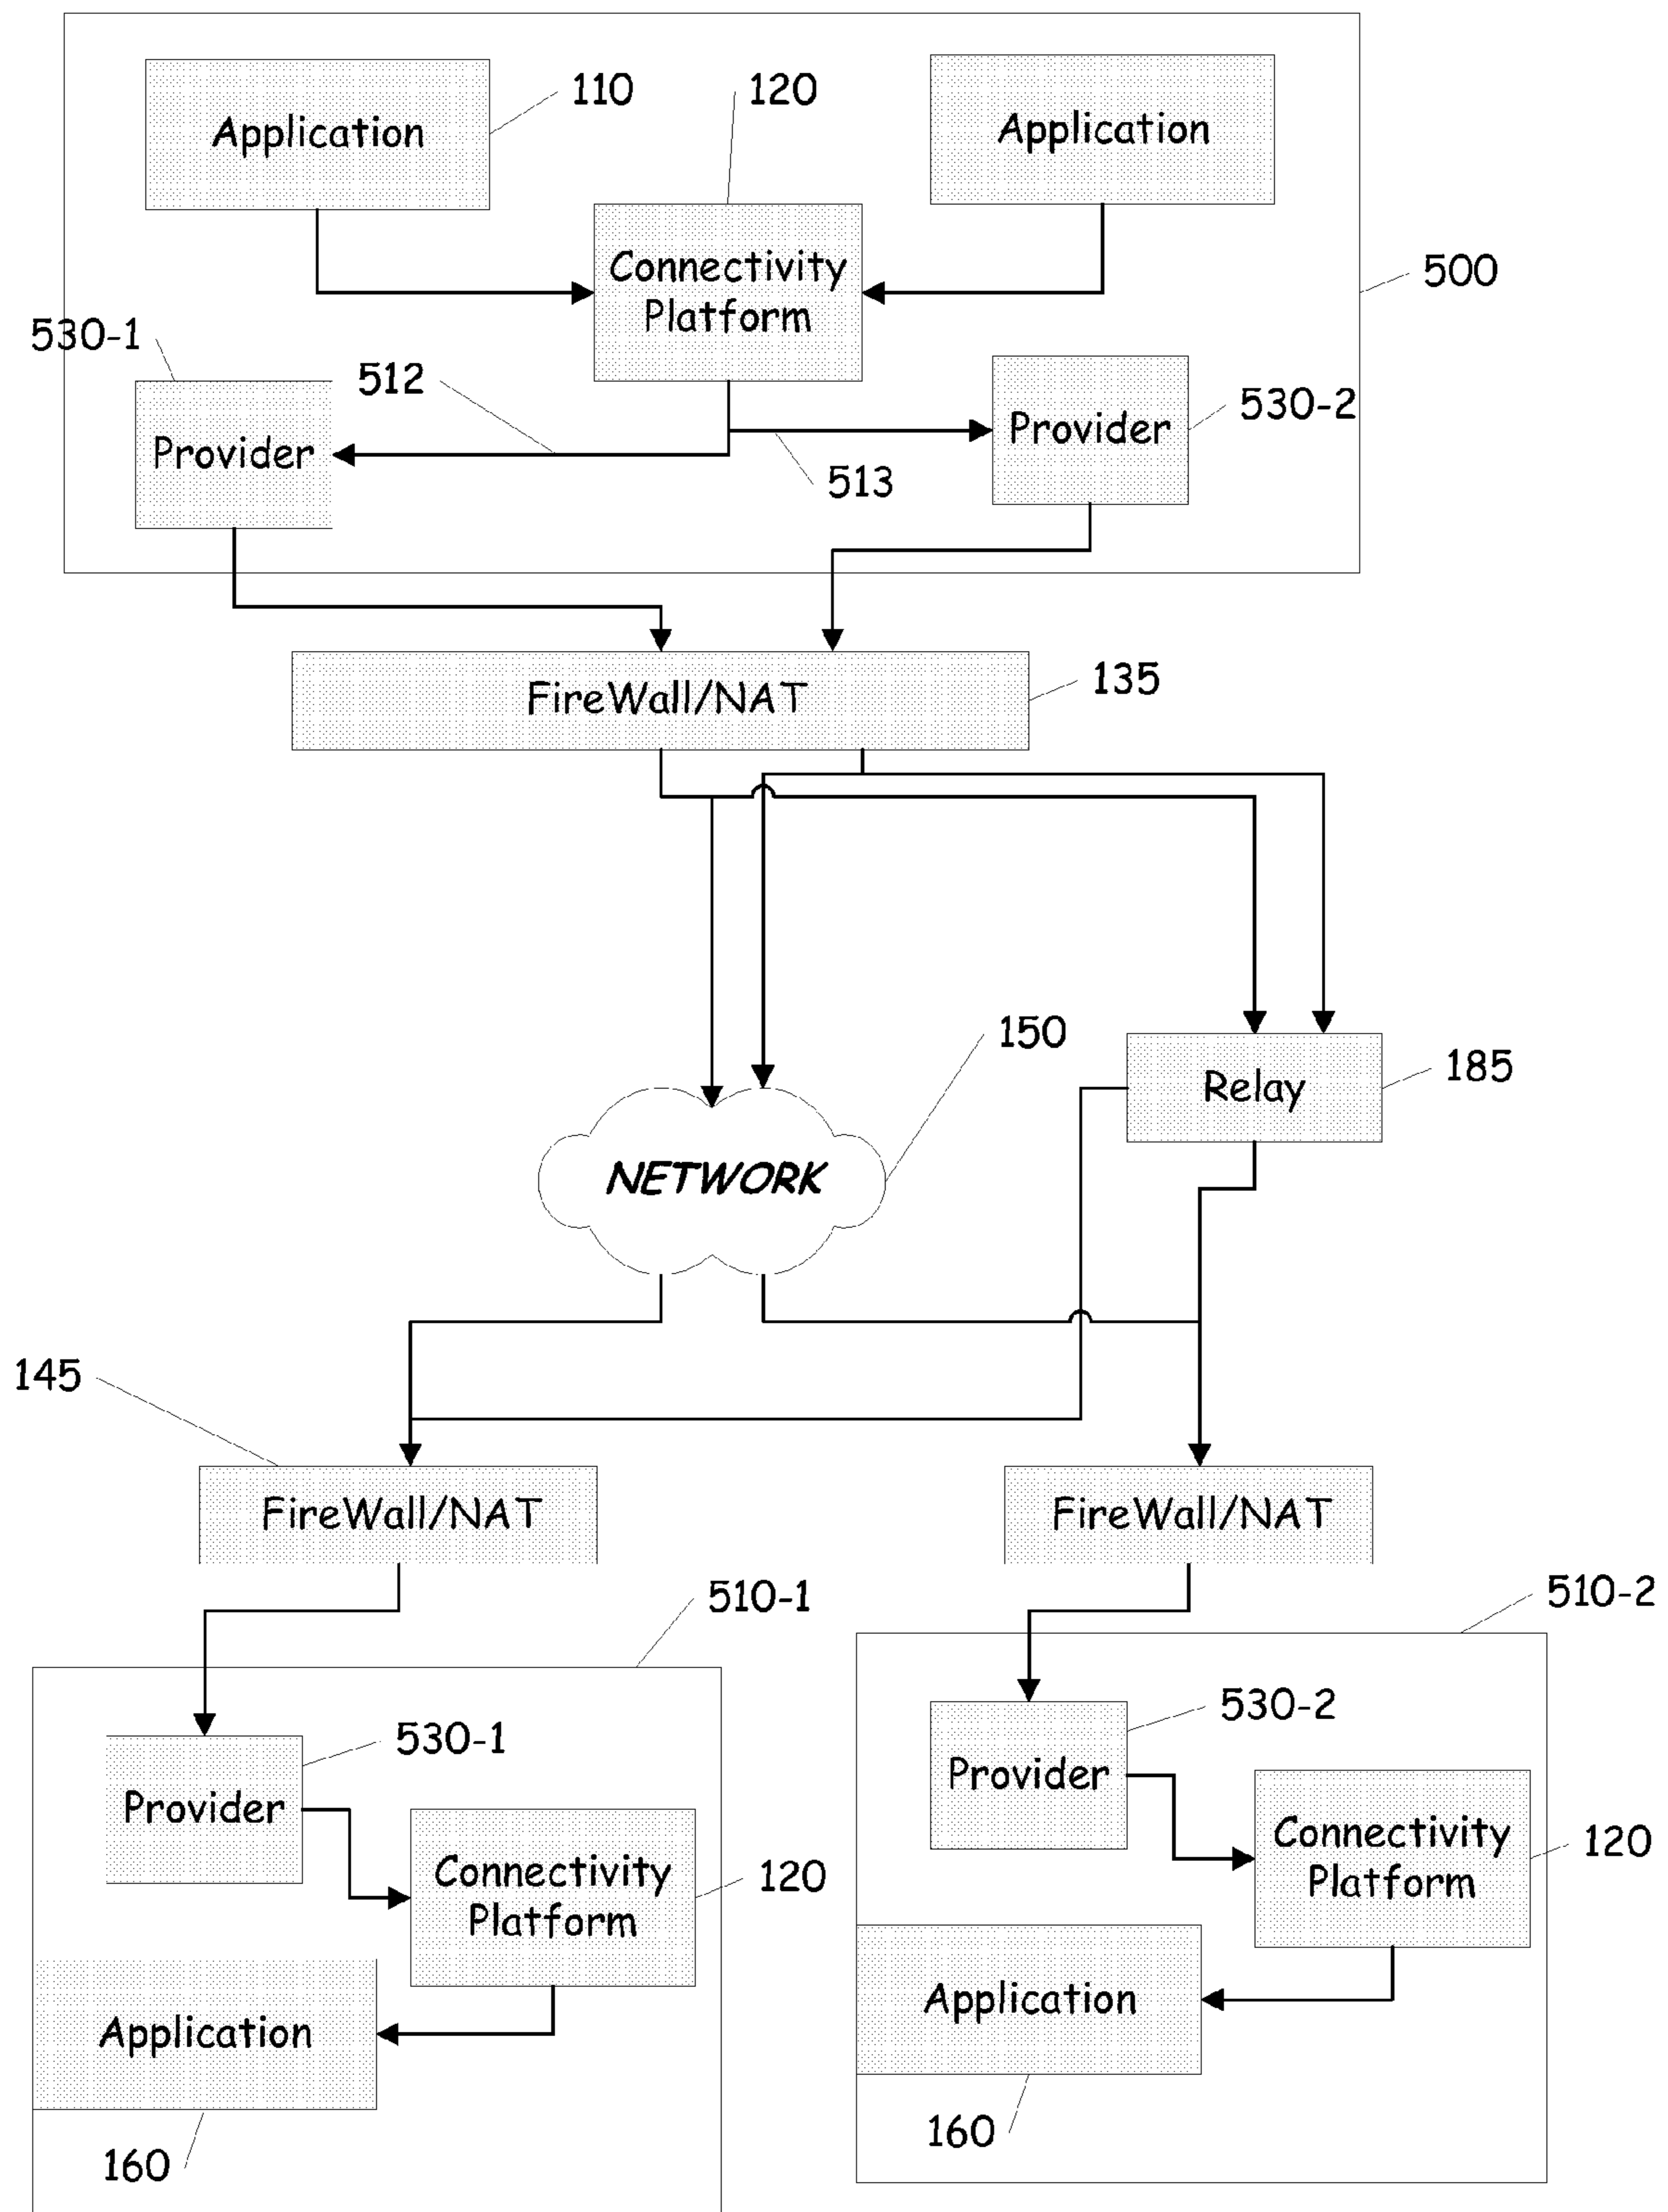 110
120
Application
Application
Connectivity
Platform
500
530-1
512
530-2
Provider
Provider
513
135
FireWall/NAT
150
185
Relay
NETWORK
145
FireWall/NAT
FireWall/NAT
510-1
510-2
530-1
530-2
Provider
Provider
Connectivity
Platform
120
Connectivity
Platform
120
Application
Application
160
160